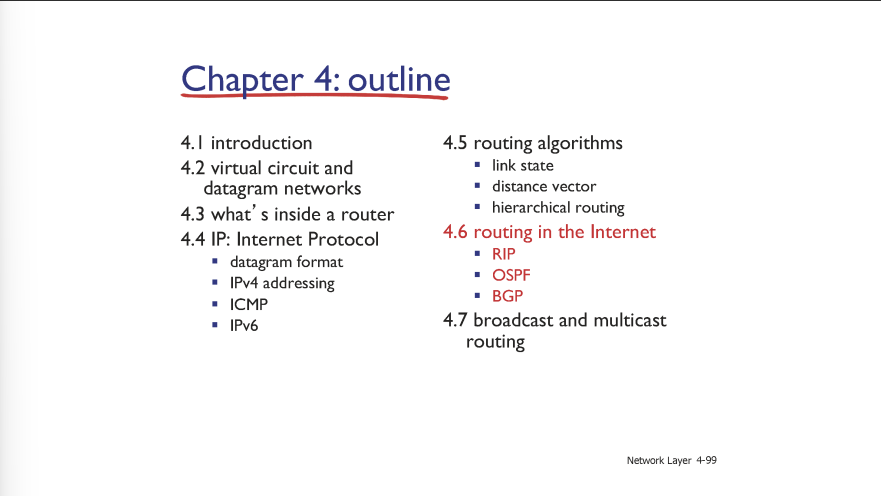 Chapter 4: outline
4.1 introduction
4.2 virtual circuit and
datagram networks
4.3 what’s inside a router
4.4 IP: Internet Protocol
▪ datagram format
▪ IPv4 addressing
▪ ICMP
▪ IPv6
4.5 routing algorithms
▪ link state
▪ distance vector
▪ hierarchical routing
4.6 routing in the Internet
▪ RIP
▪ OSPF
▪ BGP
4.7 broadcast and multicast
routing
Network Layer 4-99